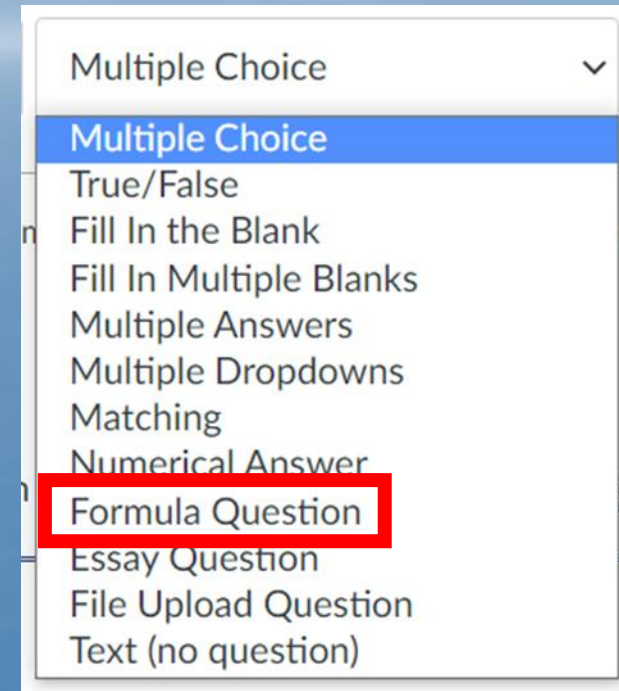 Multiple Choice
Multiple Choice
True/False
Fill In the Blank
Fill In Multiple Blanks
Multiple Answers
Multiple Dropdowns
Matching
Numerical Answer
Formula Question
Essay Question
File Upload Question
Text (no question)